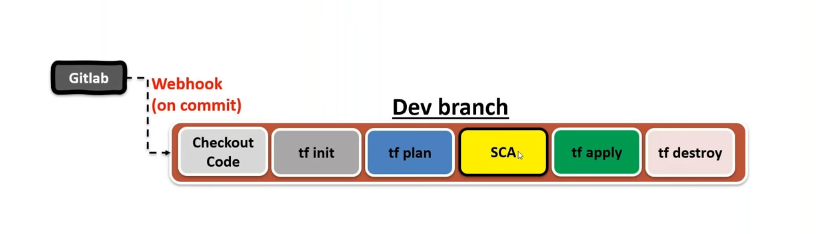 Gitlab
Webhook
(on commit)
Dev branch
Checkout
Code
tf init
tf plan
SCA
tf apply
tf destroy